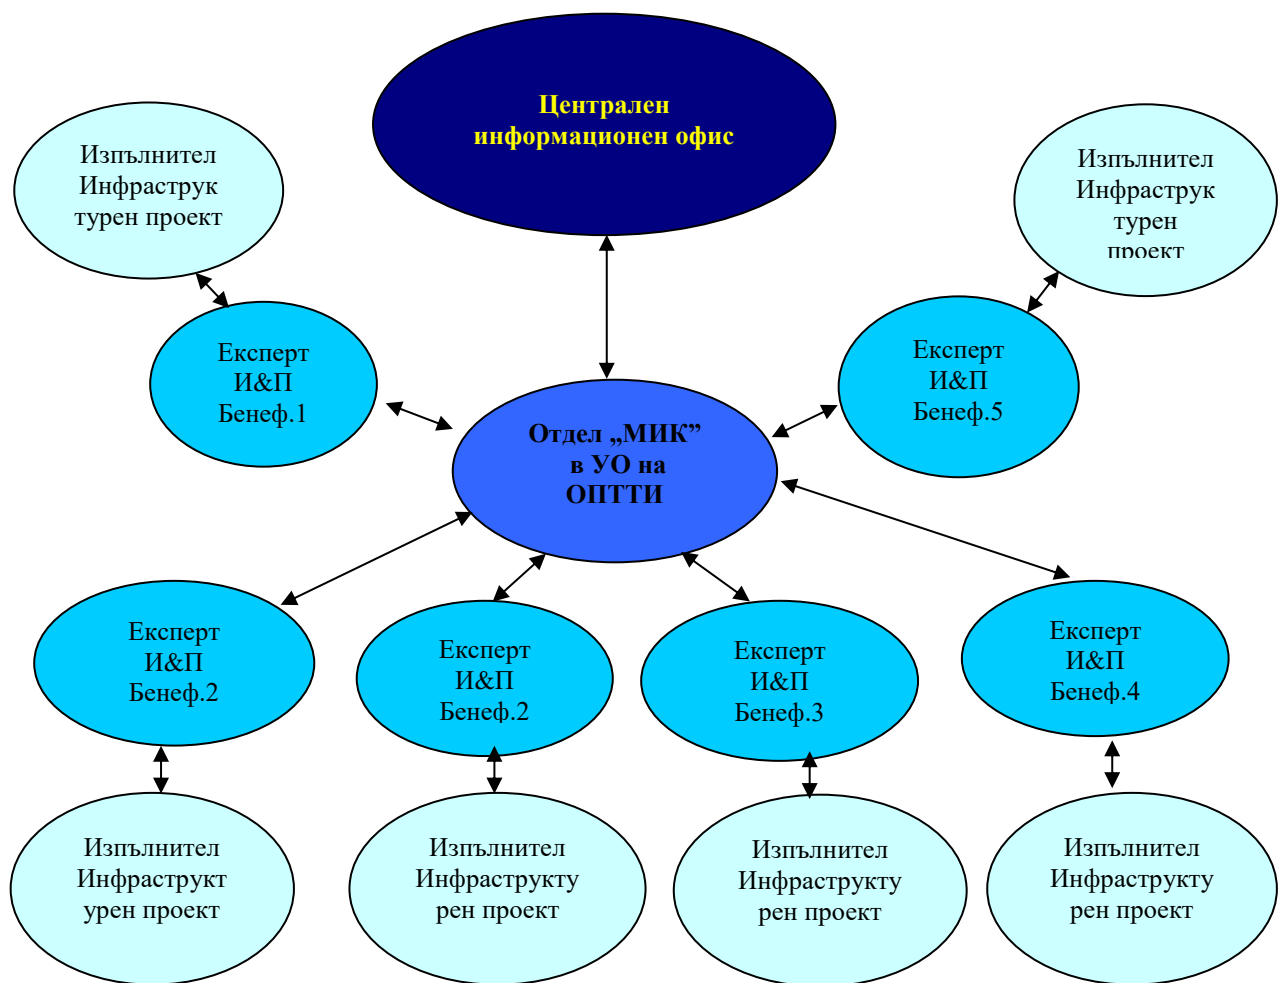 Централен
информационен офис
Изпълнител
Инфраструк
турен проект
Изпълнител
Инфраструк
турен
проект
Експерт
И&П
Бенеф.1
Експерт
И&П
Бенеф.5
Отдел „МИК”
в УО на
ОПТТИ
Експерт
И&П
Бенеф.2
Експерт
И&П
Бенеф.2
Експерт
И&П
Бенеф.3
Експерт
И&П
Бенеф.4
Изпълнител
Инфраструкт
урен проект
Изпълнител
Инфраструкту
рен проект
Изпълнител
Инфраструкту
рен проект
Изпълнител
Инфраструкту
рен проект